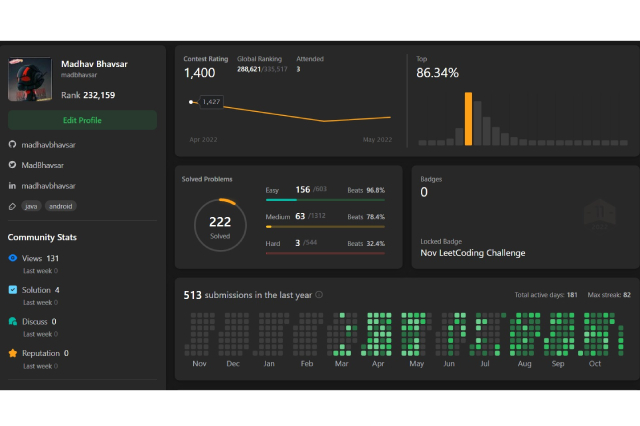 Madhav Bhavsar
madhavbhavsar
Rank 232,159
Edit Profile
madhavbhavsar
MadBhavsar
madhavbhavsar
java android
Community Stats
Views 131
Last week 0
Solution 4
Last week 0
Discuss 0
Last week 0
Reputation 0
Last week 0
Contest Rating
1,400
Global Ranking
288,621/335,517
Attended
3
1,427
Apr 2022 May 2022
Top
86.34%
Solved Problems
222
Solved
Easy 156 /603 Beats 96.8%
Medium 63 /1312 Beats 78.4%
Hard 3 /544 Beats 32.4%
Badges
0
Locked Badge
Nov LeetCoding Challenge
513 submissions in the last year
Total active days: 181 Max streak: 82
Nov Dec Jan Feb Mar Apr May Jun Jul Aug Sep Oct